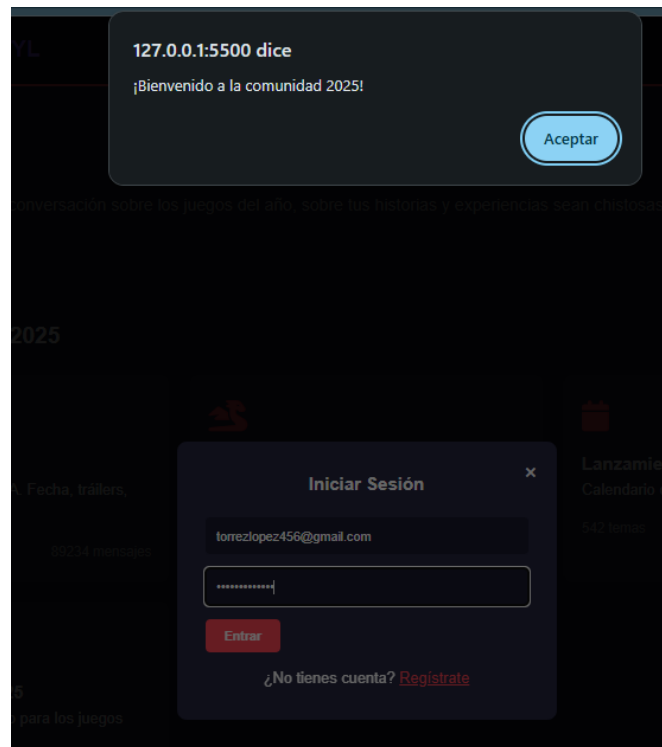 YL
127.0.0.1:5500 dice
¡Bienvenido a la comunidad 2025!
Aceptar
conversación sobre los juegos del año, sobre tus historias y experiencias sean chistosas
2025
Iniciar Sesión
×
Lanzamie
A. Fecha, tráilers,
Calendario
torrezlopez456@gmail.com
542 temas
89234 mensajes
•••••••••••••
Entrar
¿No tienes cuenta? Regístrate
5
para los juegos